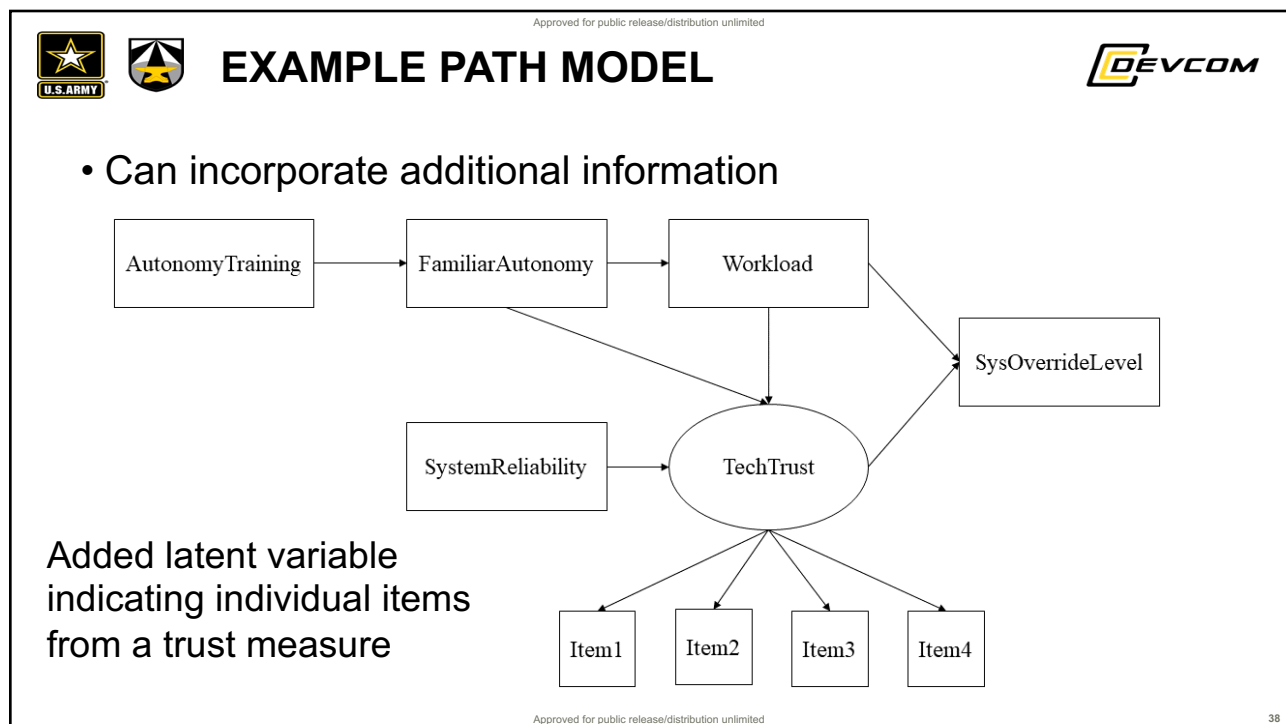 Approved for public release/distribution unlimited
U.S.ARMY
EXAMPLE PATH MODEL
DEVCOM
• Can incorporate additional information
AutonomyTraining
FamiliarAutonomy
Workload
SysOverrideLevel
SystemReliability
TechTrust
Added latent variable
indicating individual items
from a trust measure
Item1
Item2
Item3
Item4
Approved for public release/distribution unlimited
38